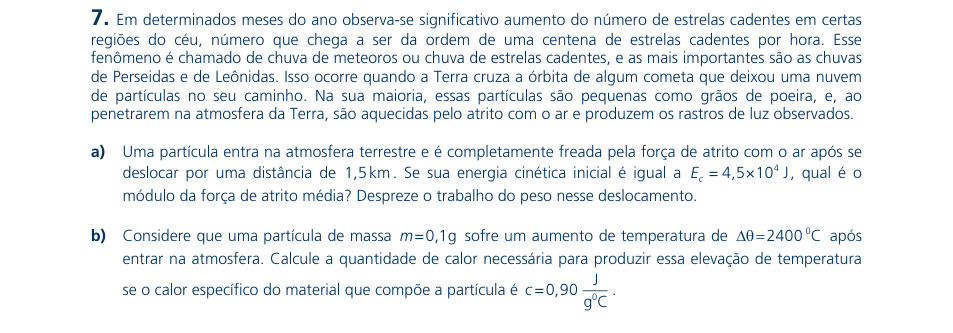 7. Em determinados meses do ano observa-se significativo aumento do número de estrelas cadentes em certas
regiões do céu, número que chega a ser da ordem de uma centena de estrelas cadentes por hora. Esse
fenômeno é chamado de chuva de meteoros ou chuva de estrelas cadentes, e as mais importantes são as chuvas
de Perseidas e de Leônidas. Isso ocorre quando a Terra cruza a órbita de algum cometa que deixou uma nuvem
de partículas no seu caminho. Na sua maioria, essas partículas são pequenas como grãos de poeira, e, ao
penetrarem na atmosfera da Terra, são aquecidas pelo atrito com o ar e produzem os rastros de luz observados.
a) Uma partícula entra na atmosfera terrestre e é completamente freada pela força de atrito com o ar após se
deslocar por uma distância de 1,5 km. Se sua energia cinética inicial é igual a E_c = 4,5×10⁴ J, qual é o
módulo da força de atrito média? Despreze o trabalho do peso nesse deslocamento.
b) Considere que uma partícula de massa m=0,1g sofre um aumento de temperatura de Δθ=2400 ⁰C após
entrar na atmosfera. Calcule a quantidade de calor necessária para produzir essa elevação de temperatura
se o calor específico do material que compõe a partícula é c=0,90 J/g⁰C .